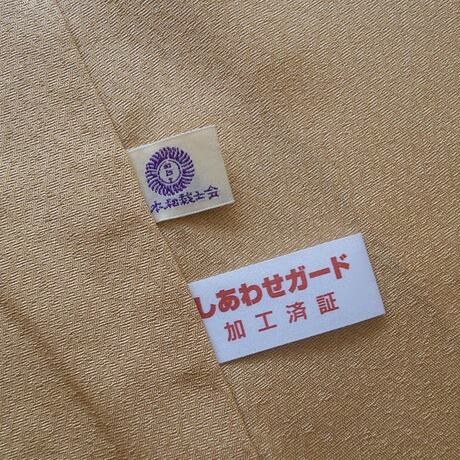 本和裁士会
しあわせガード
加工済証